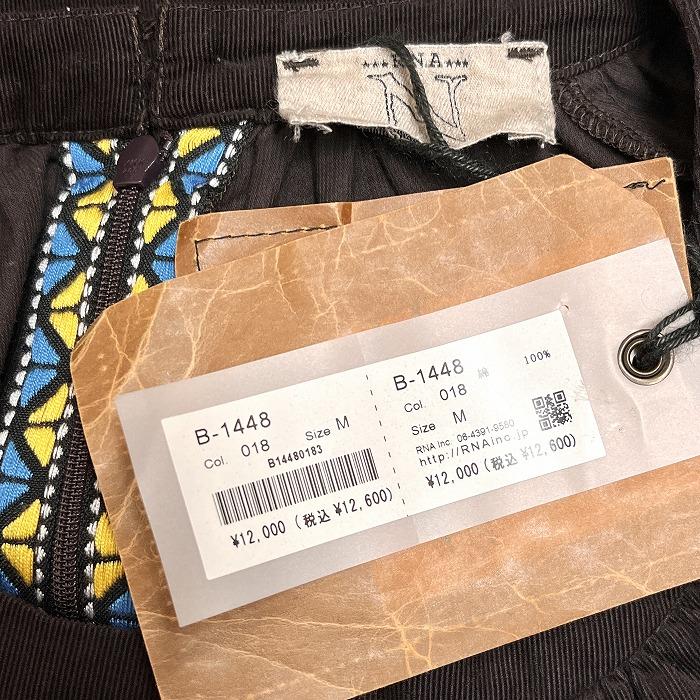 ★★★ RNA ★★★
N
B-1448
Col. 018 Size M
B14480183
¥12,000 (税込 ¥12,600)
B-1448 綿 100%
Col. 018
Size M
RNA Inc. 06-4391-9580
http://RNAinc.jp
¥12,000 (税込 ¥12,600)